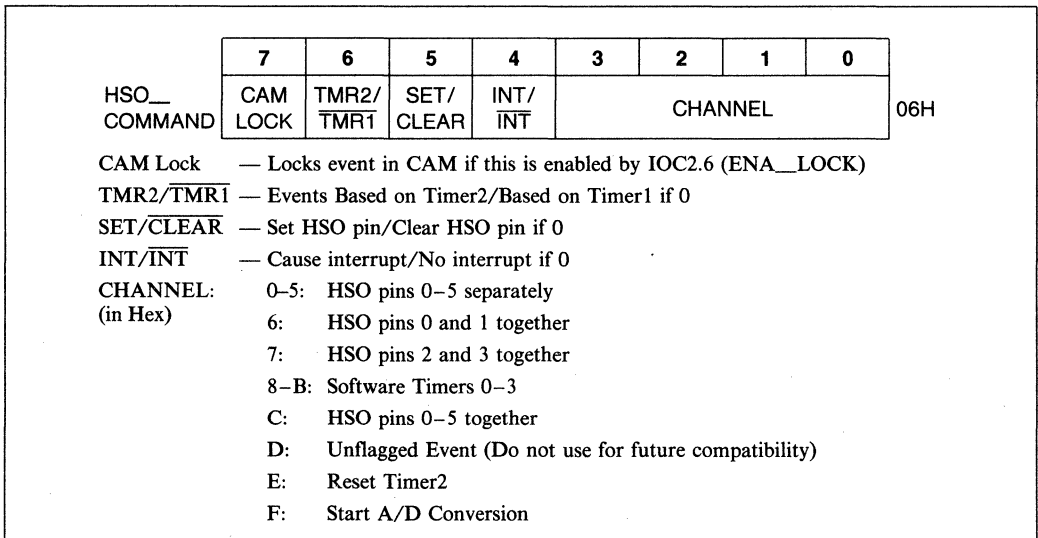 7 6 5 4 3 2 1 0
HSO__ COMMAND CAM LOCK TMR2/TMR1 SET/CLEAR INT/INT CHANNEL 06H
CAM Lock — Locks event in CAM if this is enabled by IOC2.6 (ENA__LOCK)
TMR2/TMR1 — Events Based on Timer2/Based on Timer1 if 0
SET/CLEAR — Set HSO pin/Clear HSO pin if 0
INT/INT — Cause interrupt/No interrupt if 0
CHANNEL: 0–5: HSO pins 0–5 separately
(in Hex) 6: HSO pins 0 and 1 together
7: HSO pins 2 and 3 together
8–B: Software Timers 0–3
C: HSO pins 0–5 together
D: Unflagged Event (Do not use for future compatibility)
E: Reset Timer2
F: Start A/D Conversion